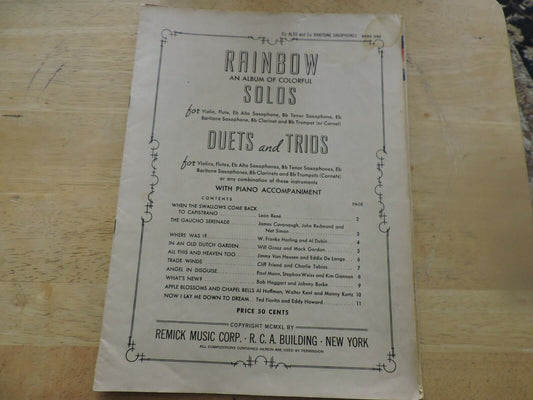 Eb ALTO and Eb BARITONE SAXOPHONES BOOK ONE
RAINBOW
AN ALBUM OF COLORFUL
SOLOS
for Violin, Flute, Eb Alto Saxophone, Bb Tenor Saxophone, Eb
Baritone Saxophone, Bb Clarinet and Bb Trumpet (or Cornet)
DUETS and TRIOS
for Violins, Flutes, Eb Alto Saxophones, Bb Tenor Saxophones, Eb
Baritone Saxophones, Bb Clarinets and Bb Trumpets (Cornets)
or any combination of these instruments
WITH PIANO ACCOMPANIMENT
CONTENTS PAGE
WHEN THE SWALLOWS COME BACK
TO CAPISTRANO Leon René 2
THE GAUCHO SERENADE James Cavanaugh, John Redmond and
Nat Simon 3
WHERE WAS I? W. Franke Harling and Al Dubin 4
IN AN OLD DUTCH GARDEN Will Grosz and Mack Gordon 5
ALL THIS AND HEAVEN TOO Jimmy Van Heusen and Eddie De Lange 6
TRADE WINDS Cliff Friend and Charlie Tobias 7
ANGEL IN DISGUISE Paul Mann, Stephan Weiss and Kim Gannon 8
WHAT'S NEW? Bob Haggart and Johnny Burke 9
APPLE BLOSSOMS AND CHAPEL BELLS Al Hoffman, Walter Kent and Manny Kurtz 10
NOW I LAY ME DOWN TO DREAM Ted Fiorito and Eddy Howard 11
PRICE 50 CENTS
COPYRIGHT MCMXL BY
REMICK MUSIC CORP. · R. C. A. BUILDING · NEW YORK
ALL COMPOSITIONS CONTAINED HEREIN ARE USED BY PERMISSION